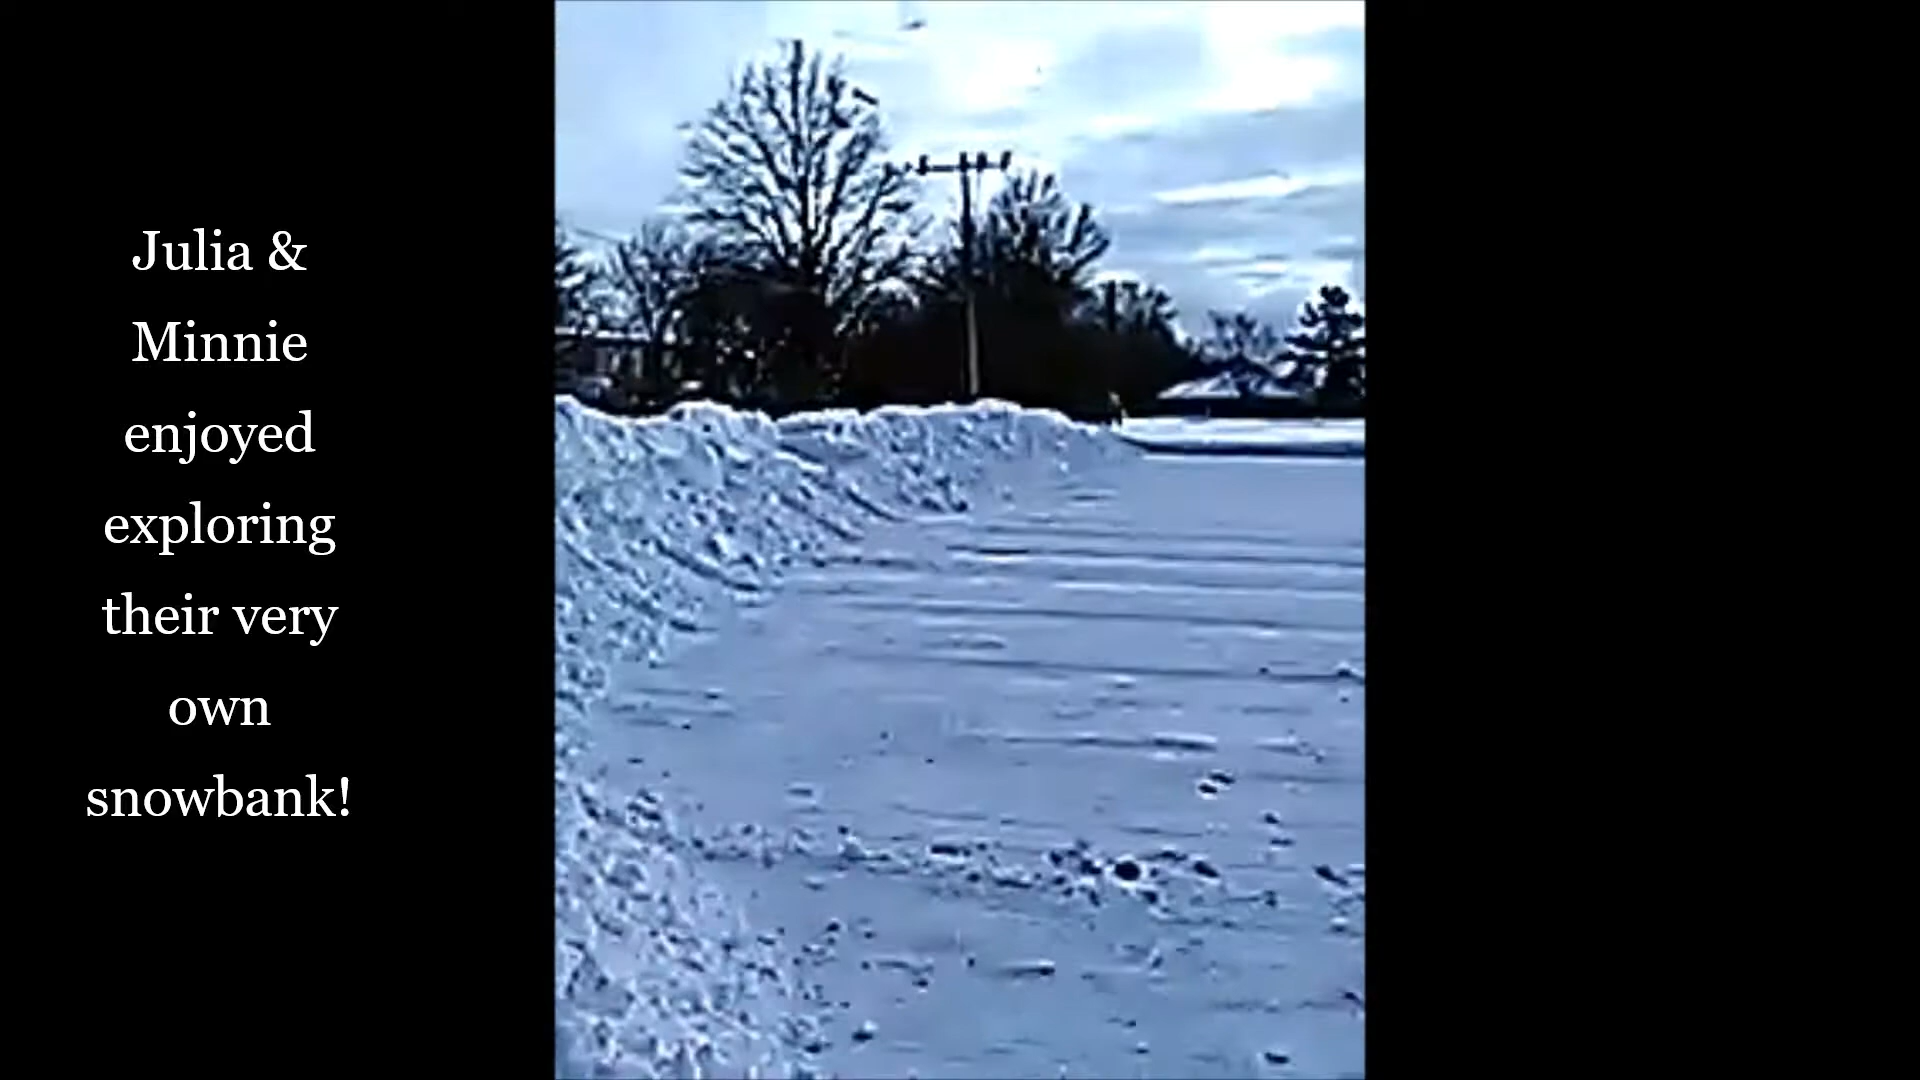 Julia &
Minnie
enjoyed
exploring
their very
own
snowbank!